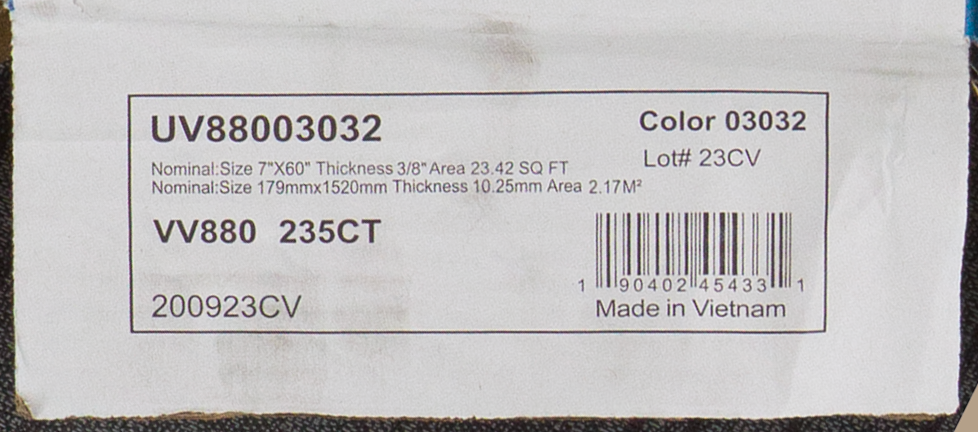 UV88003032
Color 03032
Nominal:Size 7"X60" Thickness 3/8" Area 23.42 SQ FT
Lot# 23CV
Nominal:Size 179mmx1520mm Thickness 10.25mm Area 2.17M²
VV880 235CT
1 90402 45433 1
200923CV
Made in Vietnam